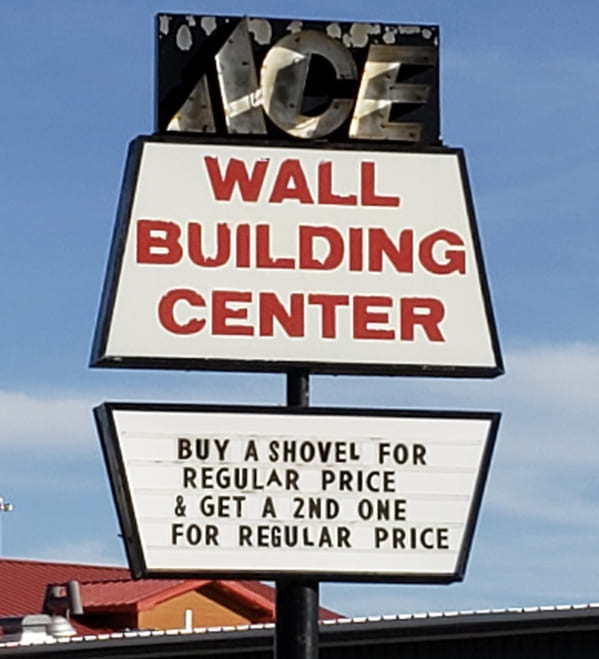 ACE
WALL
BUILDING
CENTER
BUY A SHOVEL FOR
REGULAR PRICE
& GET A 2ND ONE
FOR REGULAR PRICE